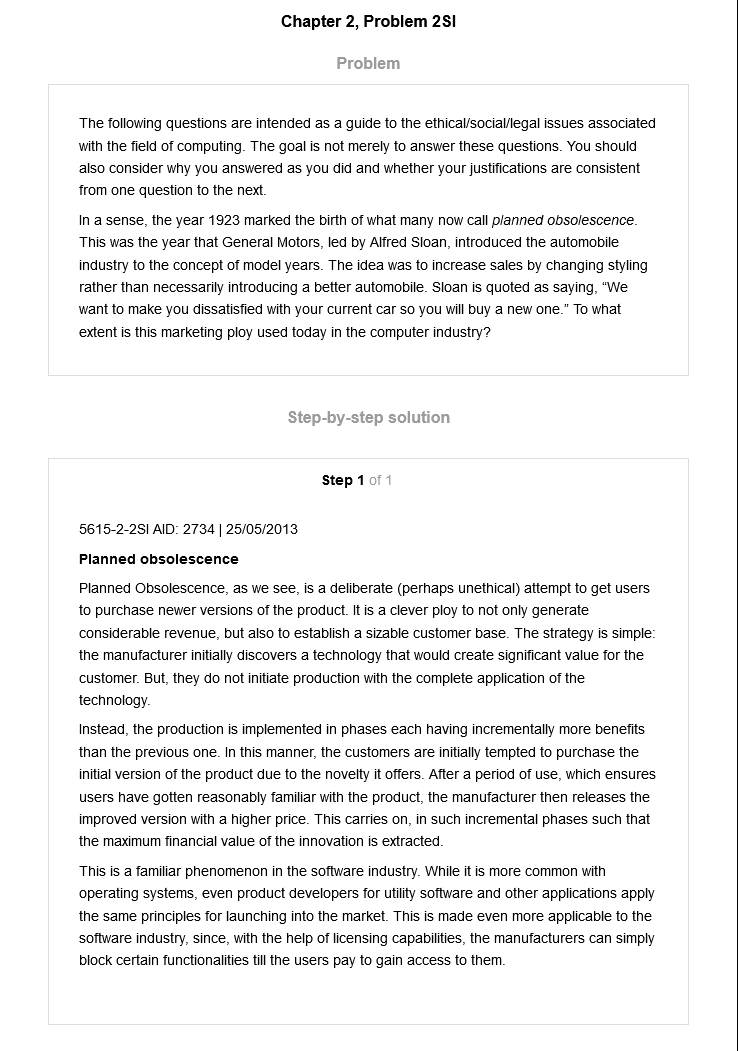 Chapter 2, Problem 2SI
Problem
The following questions are intended as a guide to the ethical/social/legal issues associated
with the field of computing. The goal is not merely to answer these questions. You should
also consider why you answered as you did and whether your justifications are consistent
from one question to the next.
In a sense, the year 1923 marked the birth of what many now call planned obsolescence.
This was the year that General Motors, led by Alfred Sloan, introduced the automobile
industry to the concept of model years. The idea was to increase sales by changing styling
rather than necessarily introducing a better automobile. Sloan is quoted as saying, “We
want to make you dissatisfied with your current car so you will buy a new one.” To what
extent is this marketing ploy used today in the computer industry?
Step-by-step solution
Step 1 of 1
5615-2-2SI AID: 2734 | 25/05/2013
Planned obsolescence
Planned Obsolescence, as we see, is a deliberate (perhaps unethical) attempt to get users
to purchase newer versions of the product. It is a clever ploy to not only generate
considerable revenue, but also to establish a sizable customer base. The strategy is simple:
the manufacturer initially discovers a technology that would create significant value for the
customer. But, they do not initiate production with the complete application of the
technology.
Instead, the production is implemented in phases each having incrementally more benefits
than the previous one. In this manner, the customers are initially tempted to purchase the
initial version of the product due to the novelty it offers. After a period of use, which ensures
users have gotten reasonably familiar with the product, the manufacturer then releases the
improved version with a higher price. This carries on, in such incremental phases such that
the maximum financial value of the innovation is extracted.
This is a familiar phenomenon in the software industry. While it is more common with
operating systems, even product developers for utility software and other applications apply
the same principles for launching into the market. This is made even more applicable to the
software industry, since, with the help of licensing capabilities, the manufacturers can simply
block certain functionalities till the users pay to gain access to them.